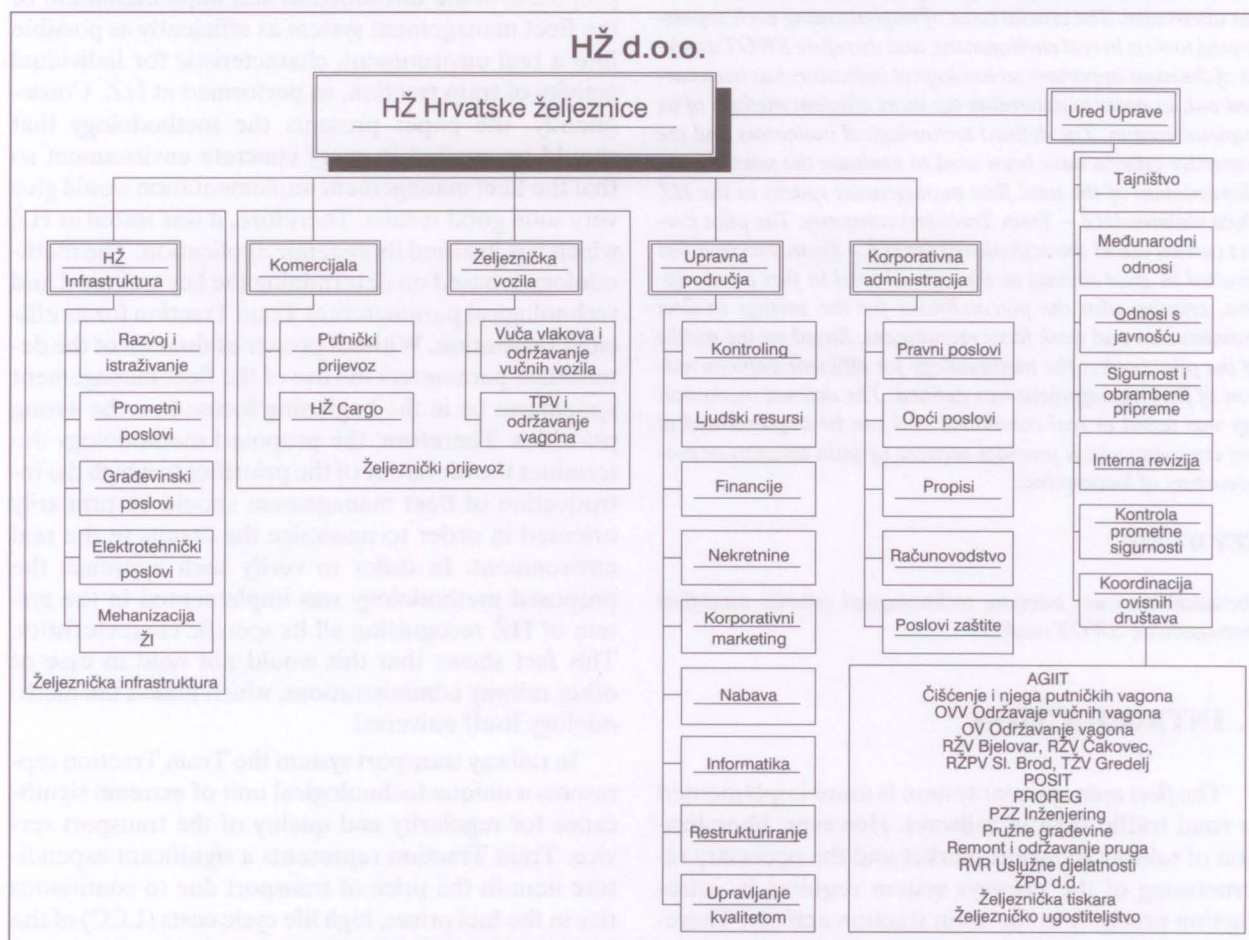 HŽ d.o.o.
HŽ Hrvatske željeznice
Ured Uprave
Tajništvo
Međunarodni
odnosi
Odnosi s
javnošću
Sigurnost i
obrambene
pripreme
Interna revizija
Kontrola
prometne
sigurnosti
Koordinacija
ovisnih
društava
HŽ
Infrastruktura
Razvoj i
istraživanje
Prometni
poslovi
Građevinski
poslovi
Elektrotehnički
poslovi
Mehanizacija
ŽI
Željeznička infrastruktura
Komercijala
Putnički
prijevoz
HŽ Cargo
Željeznička
vozila
Vuča vlakova i
održavanje
vučnih vozila
TPV i
održavanje
vagona
Željeznički prijevoz
Upravna
područja
Kontroling
Ljudski resursi
Financije
Nekretnine
Korporativni
marketing
Nabava
Informatika
Restrukturiranje
Upravljanje
kvalitetom
Korporativna
administracija
Pravni poslovi
Opći poslovi
Propisi
Računovodstvo
Poslovi zaštite
AGIIT
Čišćenje i njega putničkih vagona
OVV Održavaje vučnih vagona
OV Održavanje vagona
RŽV Bjelovar, RŽV Čakovec,
RŽPV Sl. Brod, TŽV Gredelj
POSIT
PROREG
PZZ Inženjering
Pružne građevine
Remont i održavanje pruga
RVR Uslužne djelatnosti
ŽPD d.d.
Željeznička tiskara
Željezničko ugostiteljstvo